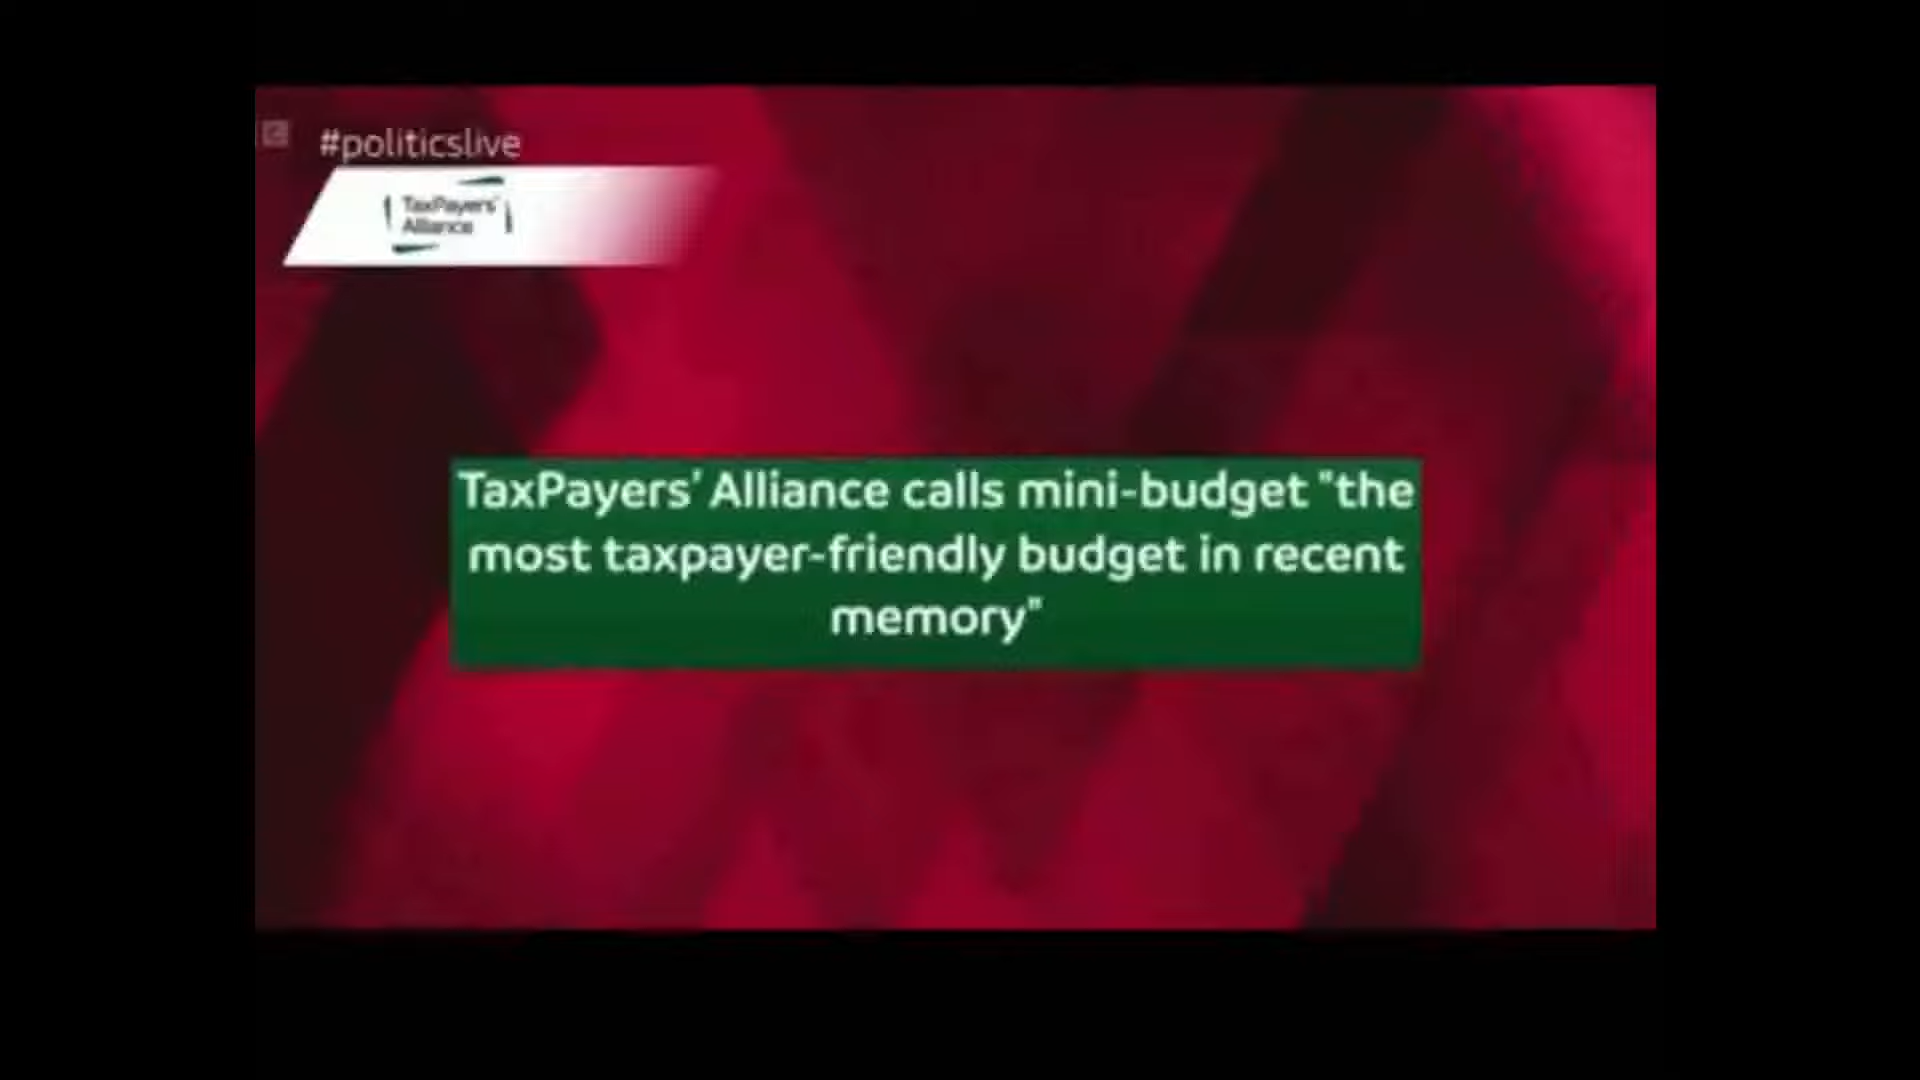 #politicslive
TaxPayers'
Alliance
TaxPayers' Alliance calls mini-budget "the
most taxpayer-friendly budget in recent
memory"